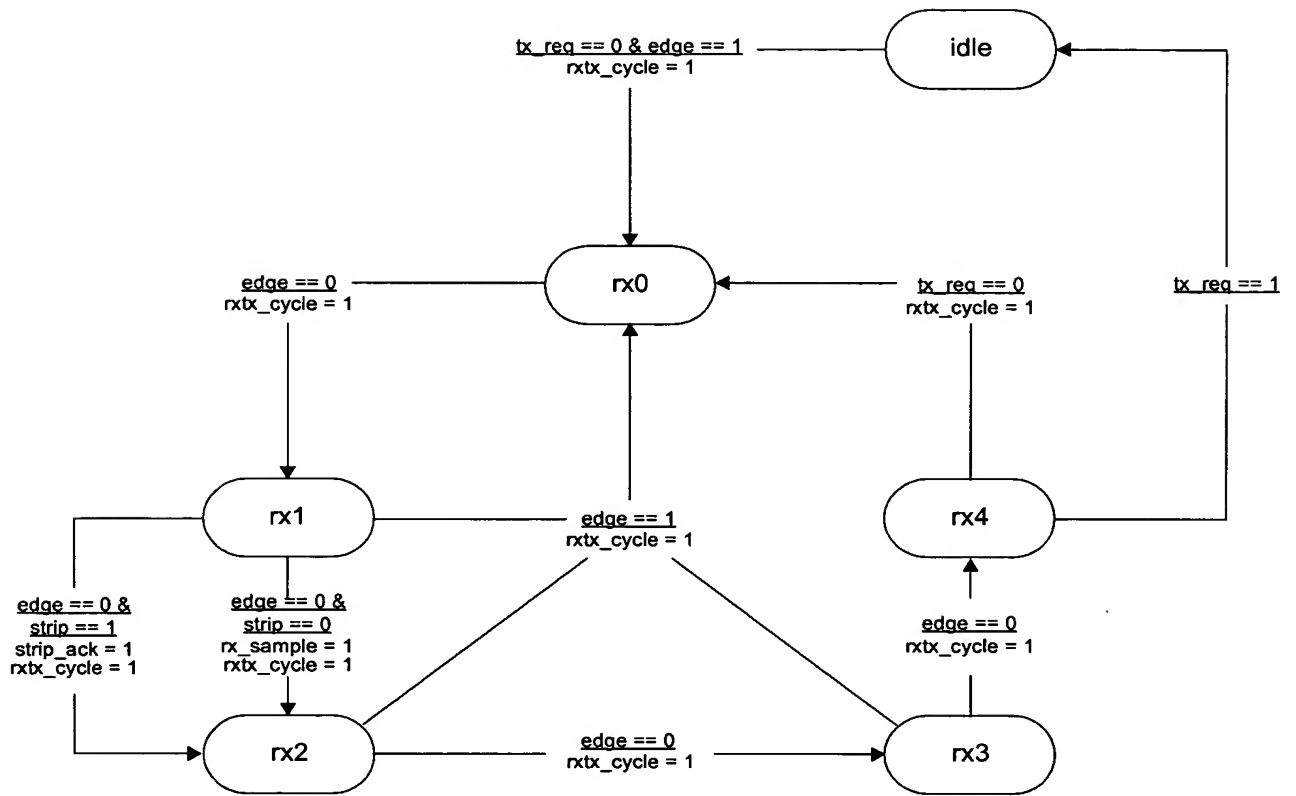 tx_req == 0 & edge == 1
rxtx_cycle = 1
idle
edge == 0
rxtx_cycle = 1
rx0
tx_req == 0
rxtx_cycle = 1
tx_req == 1
rx1
edge == 1
rxtx_cycle = 1
rx4
edge == 0 &
strip == 1
strip_ack = 1
rxtx_cycle = 1
edge == 0 &
strip == 0
rx_sample = 1
rxtx_cycle = 1
edge == 0
rxtx_cycle = 1
rx2
edge == 0
rxtx_cycle = 1
rx3